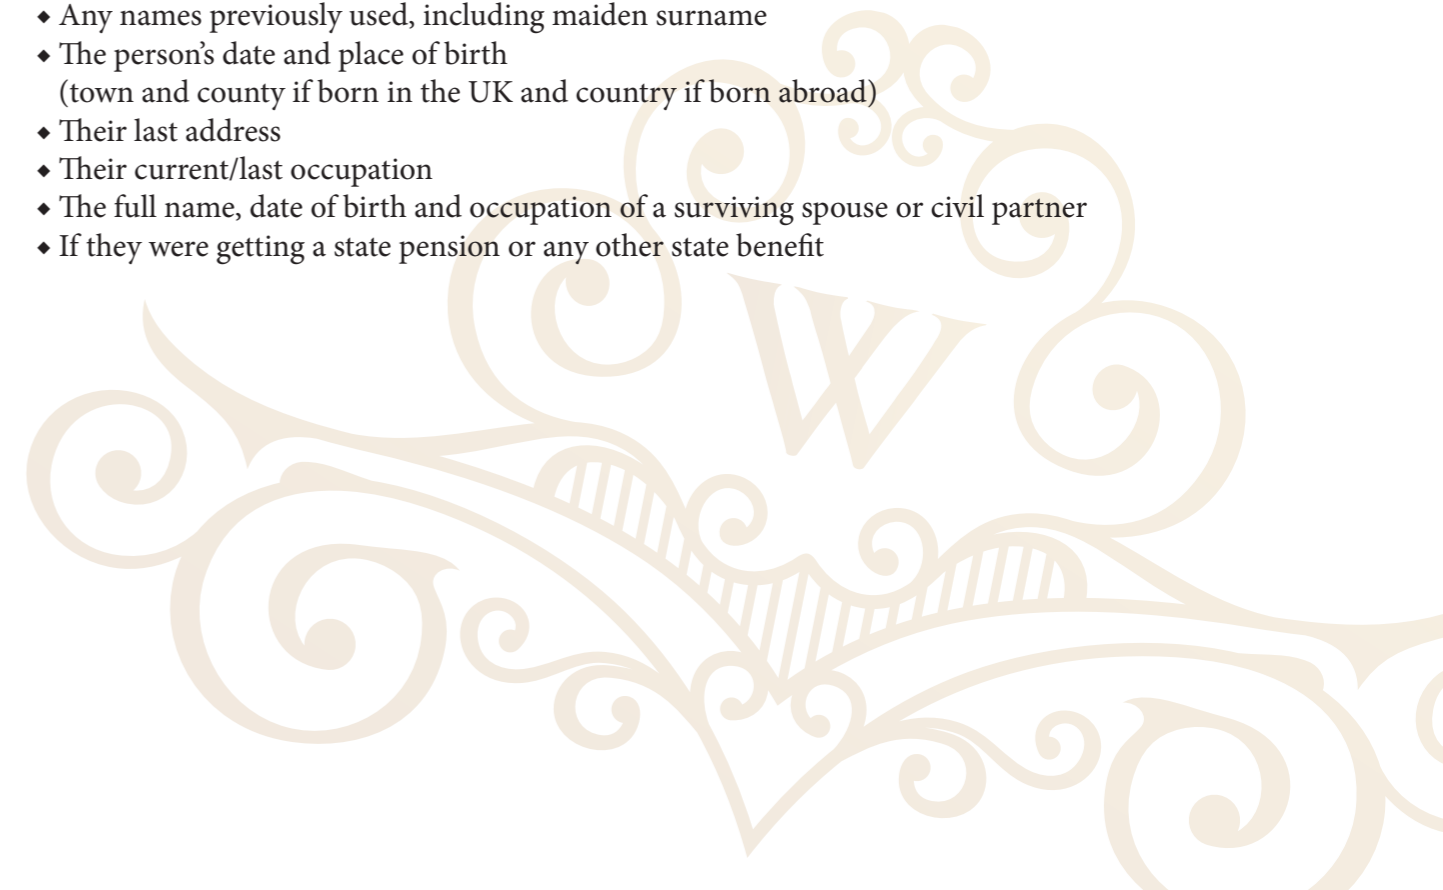 ◆ Any names previously used, including maiden surname
◆ The person’s date and place of birth
(town and county if born in the UK and country if born abroad)
◆ Their last address
◆ Their current/last occupation
◆ The full name, date of birth and occupation of a surviving spouse or civil partner
◆ If they were getting a state pension or any other state benefit
W